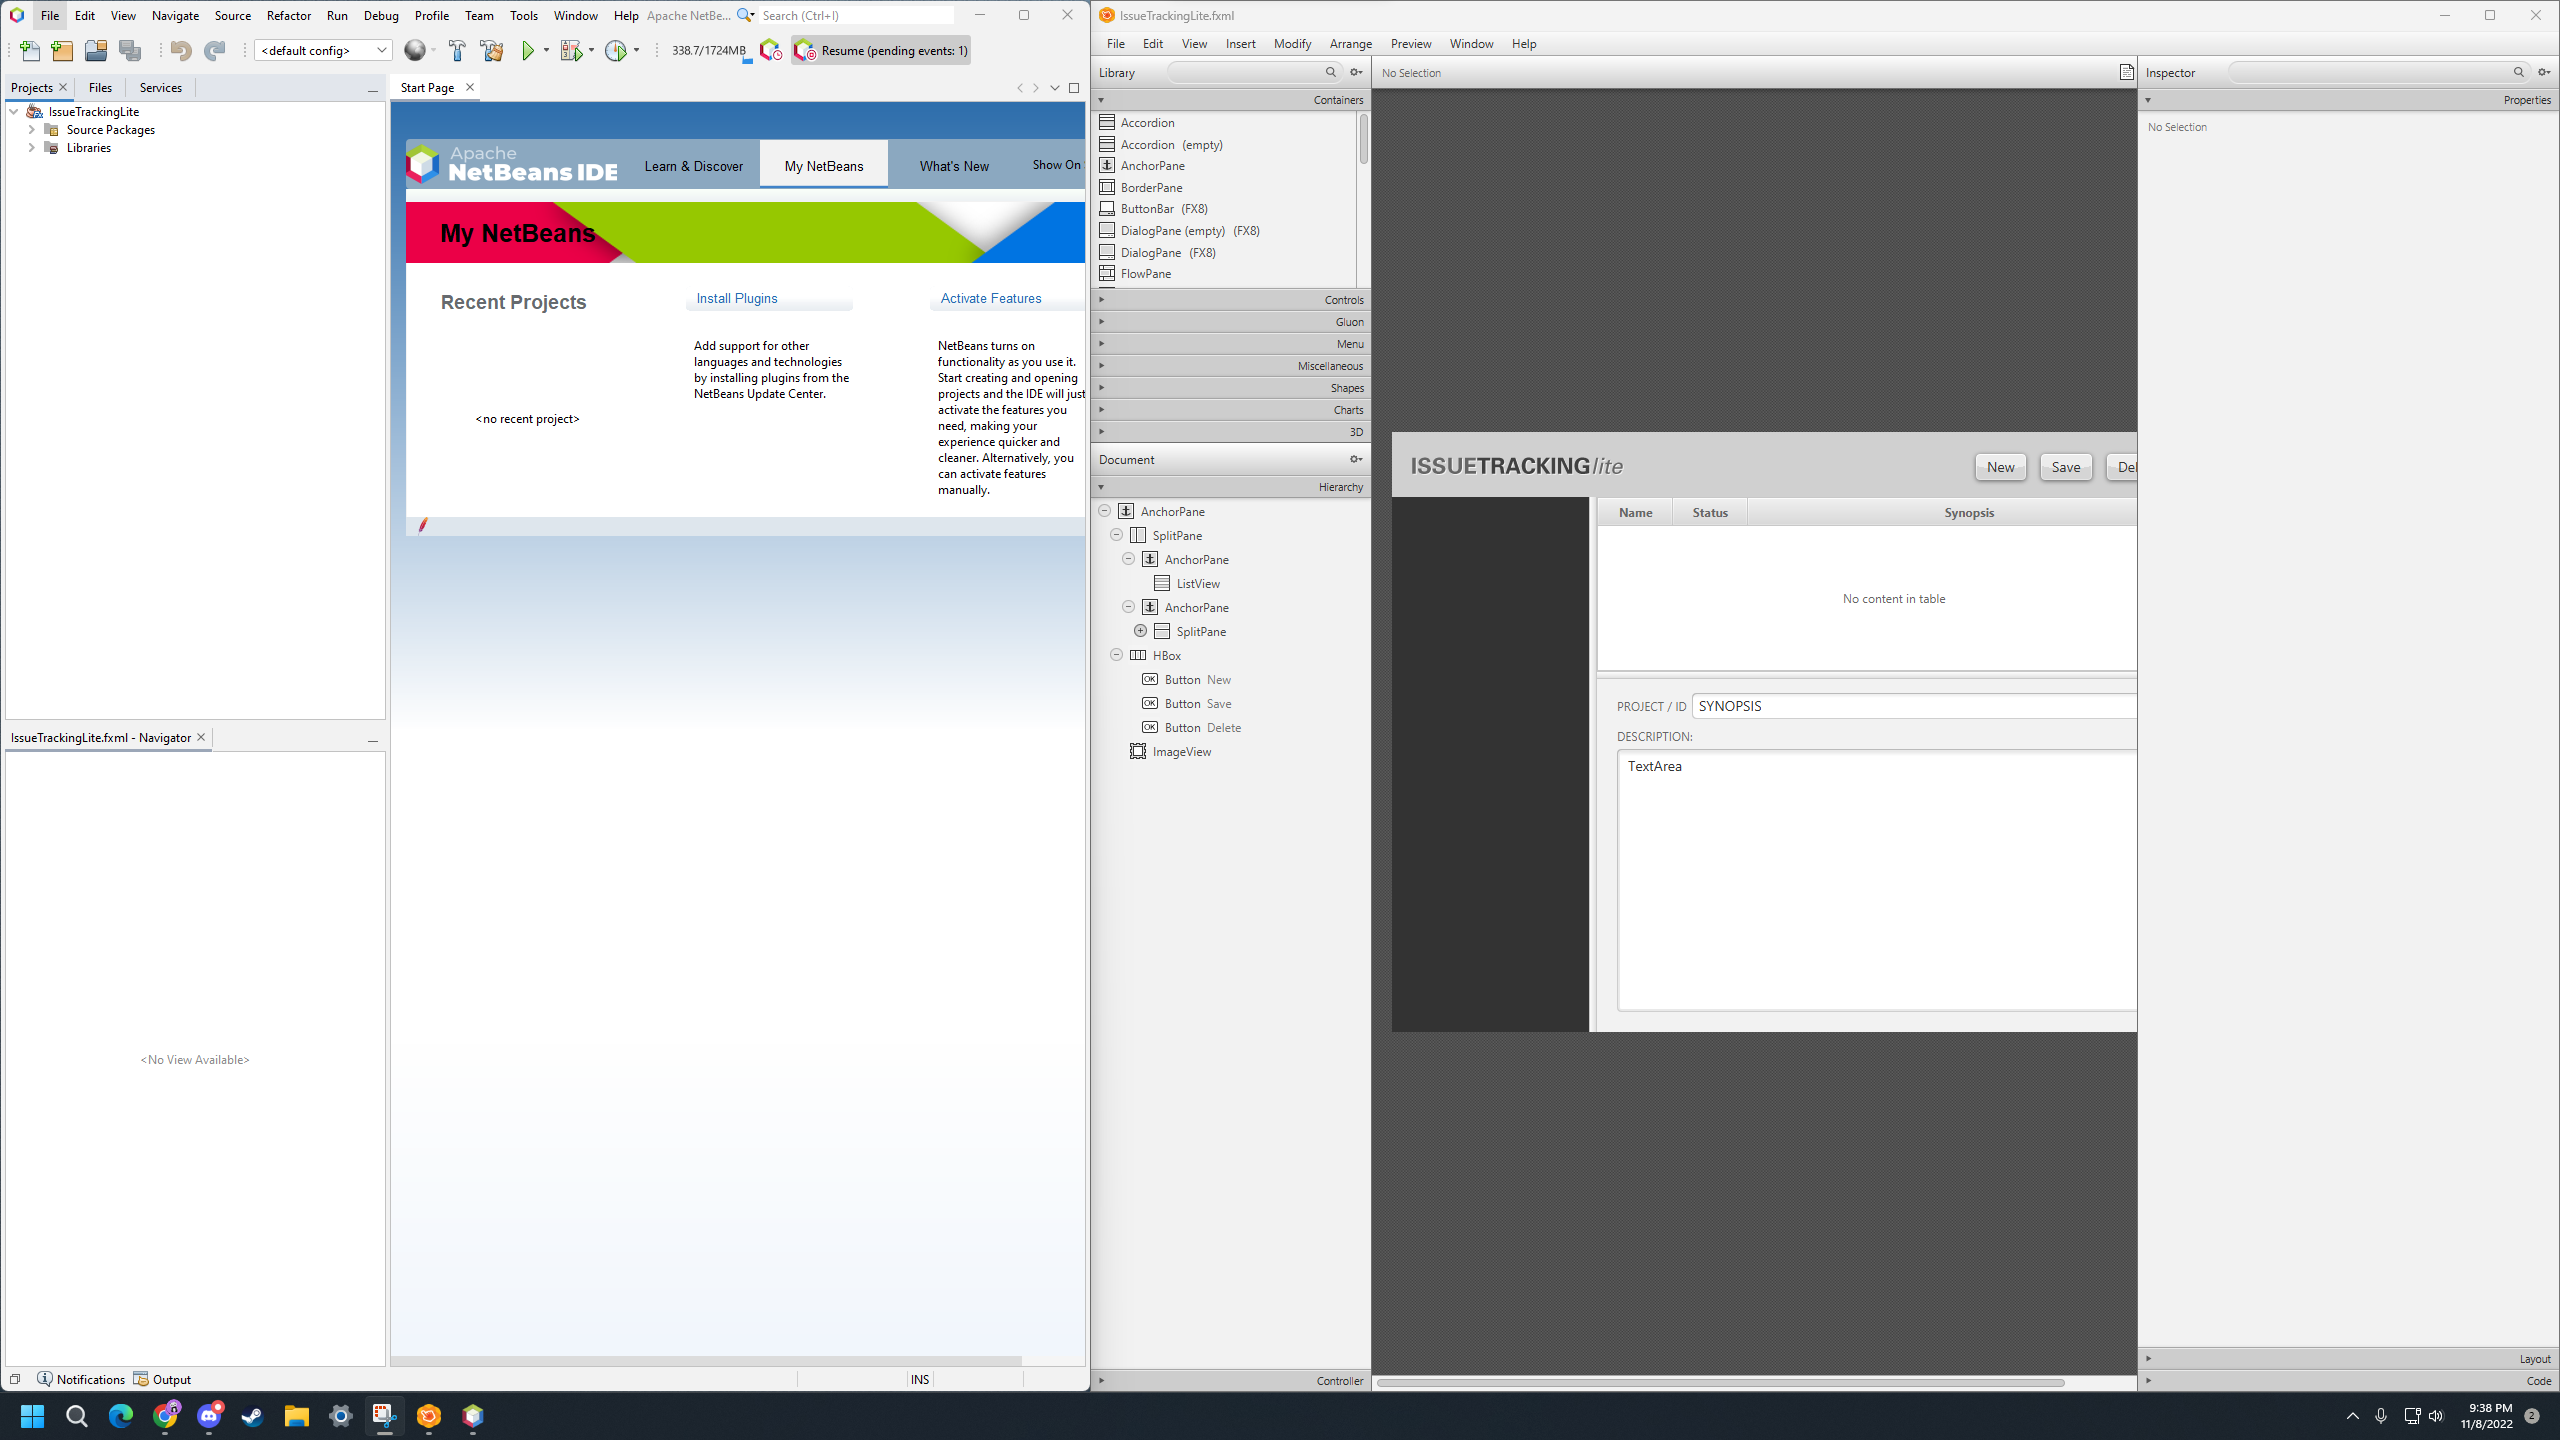 File Edit View Navigate Source Refactor Run Debug Profile Team Tools Window Help Apache NetBe... Search (Ctrl+I)
<default config> 338.7/1724MB Resume (pending events: 1)
Projects Files Services
IssueTrackingLite
Source Packages
Libraries
IssueTrackingLite.fxml - Navigator
<No View Available>
Start Page
Apache
NetBeans IDE
Learn & Discover My NetBeans What's New Show On
My NetBeans
Recent Projects
<no recent project>
Install Plugins
Add support for other
languages and technologies
by installing plugins from the
NetBeans Update Center.
Activate Features
NetBeans turns on
functionality as you use it.
Start creating and opening
projects and the IDE will just
activate the features you
need, making your
experience quicker and
cleaner. Alternatively, you
can activate features
manually.
Notifications Output INS
IssueTrackingLite.fxml
File Edit View Insert Modify Arrange Preview Window Help
Library
Containers
Accordion
Accordion (empty)
AnchorPane
BorderPane
ButtonBar (FX8)
DialogPane (empty) (FX8)
DialogPane (FX8)
FlowPane
Controls
Gluon
Menu
Miscellaneous
Shapes
Charts
3D
Document
Hierarchy
AnchorPane
SplitPane
AnchorPane
ListView
AnchorPane
SplitPane
HBox
OK Button New
OK Button Save
OK Button Delete
ImageView
Controller
No Selection
ISSUETRACKINGlite
New Save Del
Name Status Synopsis
No content in table
PROJECT / ID SYNOPSIS
DESCRIPTION:
TextArea
Inspector
Properties
No Selection
Layout
Code
9:38 PM
11/8/2022
2